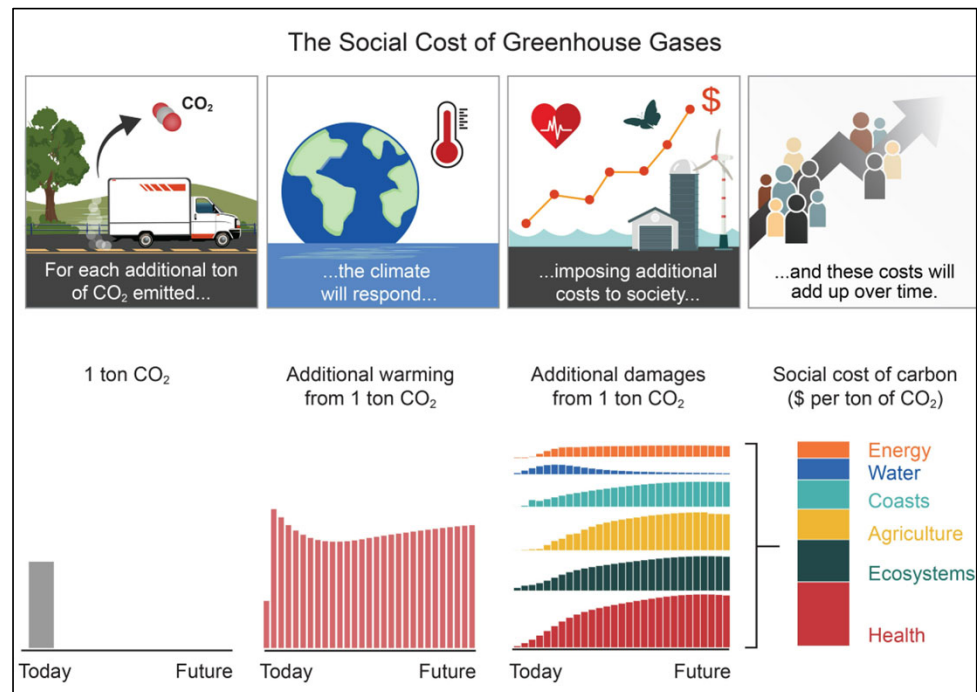 The Social Cost of Greenhouse Gases
CO₂
$
For each additional ton
of CO₂ emitted...
...the climate
will respond...
...imposing additional
costs to society...
...and these costs will
add up over time.
1 ton CO₂
Additional warming
from 1 ton CO₂
Additional damages
from 1 ton CO₂
Social cost of carbon
($ per ton of CO₂)
Energy
Water
Coasts
Agriculture
Ecosystems
Health
Today
Future
Today
Future
Today
Future